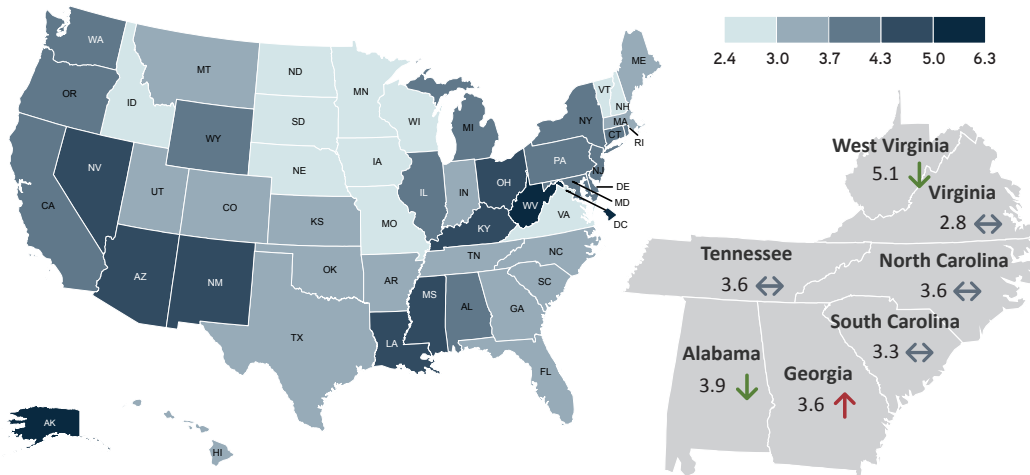 2.4 3.0 3.7 4.3 5.0 6.3
WA
OR
CA
NV
ID
MT
WY
UT
AZ
NM
CO
ND
SD
NE
KS
OK
TX
MN
IA
MO
AR
LA
WI
IL
MI
IN
OH
KY
TN
MS
AL
GA
FL
SC
NC
VA
WV
PA
NY
VT
NH
ME
MA
CT
RI
NJ
DE
MD
DC
AK
HI
West Virginia
5.1
Virginia
2.8
Tennessee
3.6
North Carolina
3.6
South Carolina
3.3
Alabama
3.9
Georgia
3.6